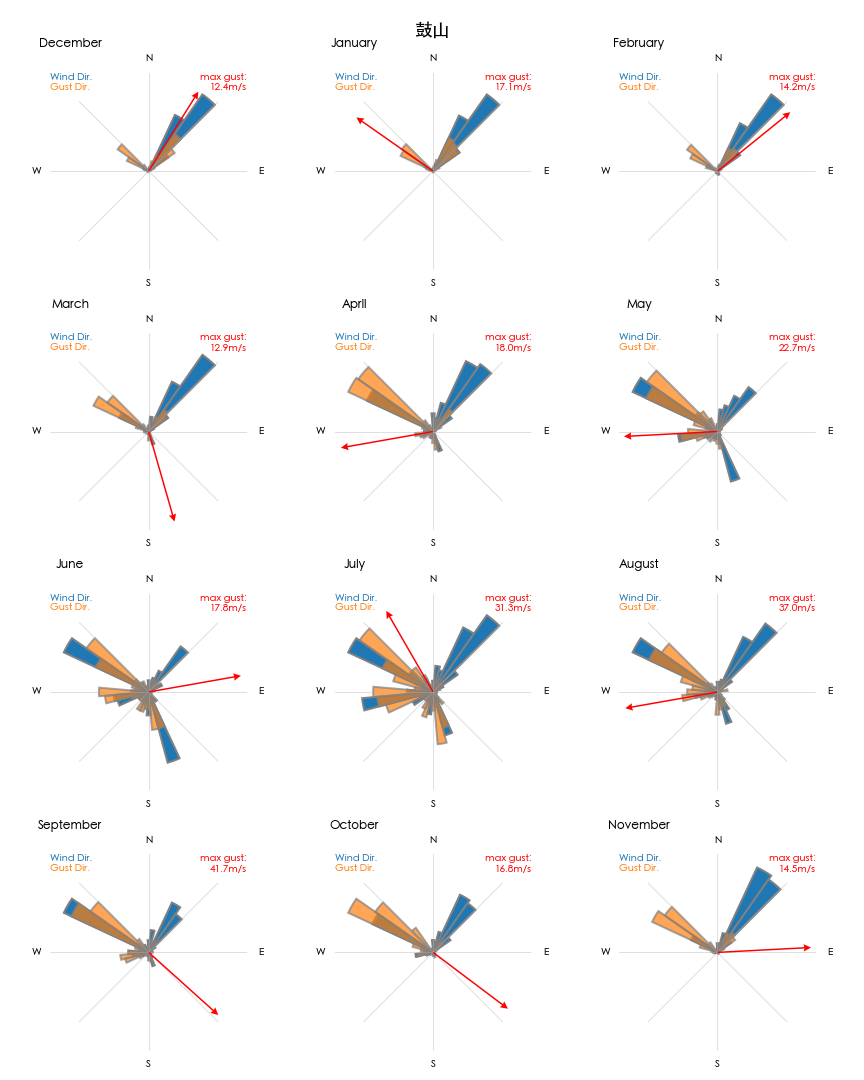 鼓山
December
N
Wind Dir.
Gust Dir.
max gust:
12.4m/s
W
E
S
January
N
Wind Dir.
Gust Dir.
max gust:
17.1m/s
W
E
S
February
N
Wind Dir.
Gust Dir.
max gust:
14.2m/s
W
E
S
March
N
Wind Dir.
Gust Dir.
max gust:
12.9m/s
W
E
S
April
N
Wind Dir.
Gust Dir.
max gust:
18.0m/s
W
E
S
May
N
Wind Dir.
Gust Dir.
max gust:
22.7m/s
W
E
S
June
N
Wind Dir.
Gust Dir.
max gust:
17.8m/s
W
E
S
July
N
Wind Dir.
Gust Dir.
max gust:
31.3m/s
W
E
S
August
N
Wind Dir.
Gust Dir.
max gust:
37.0m/s
W
E
S
September
N
Wind Dir.
Gust Dir.
max gust:
41.7m/s
W
E
S
October
N
Wind Dir.
Gust Dir.
max gust:
16.8m/s
W
E
S
November
N
Wind Dir.
Gust Dir.
max gust:
14.5m/s
W
E
S